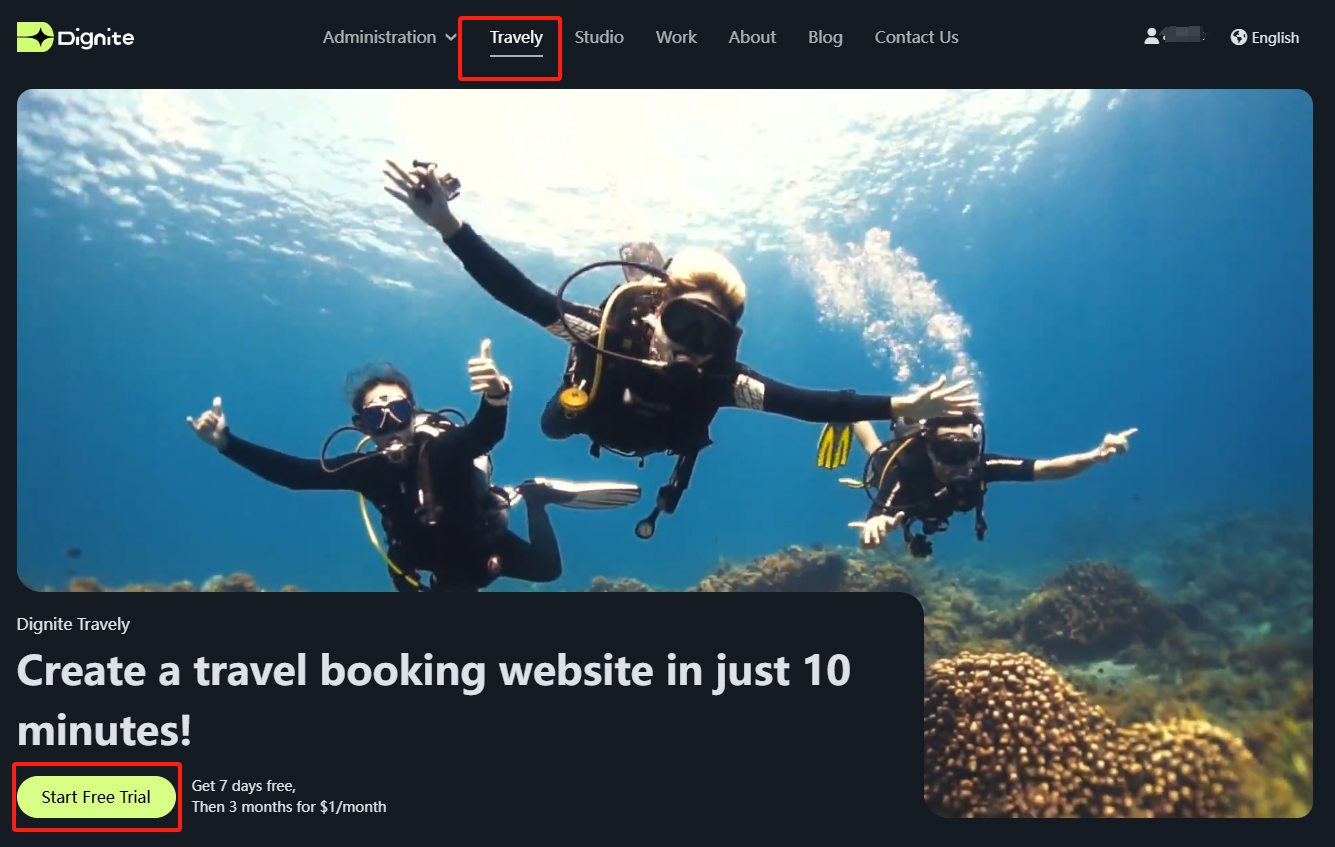 Dignite
Administration
Travely
Studio
Work
About
Blog
Contact Us
English
Dignite Travely
Create a travel booking website in just 10
minutes!
Start Free Trial
Get 7 days free,
Then 3 months for $1/month